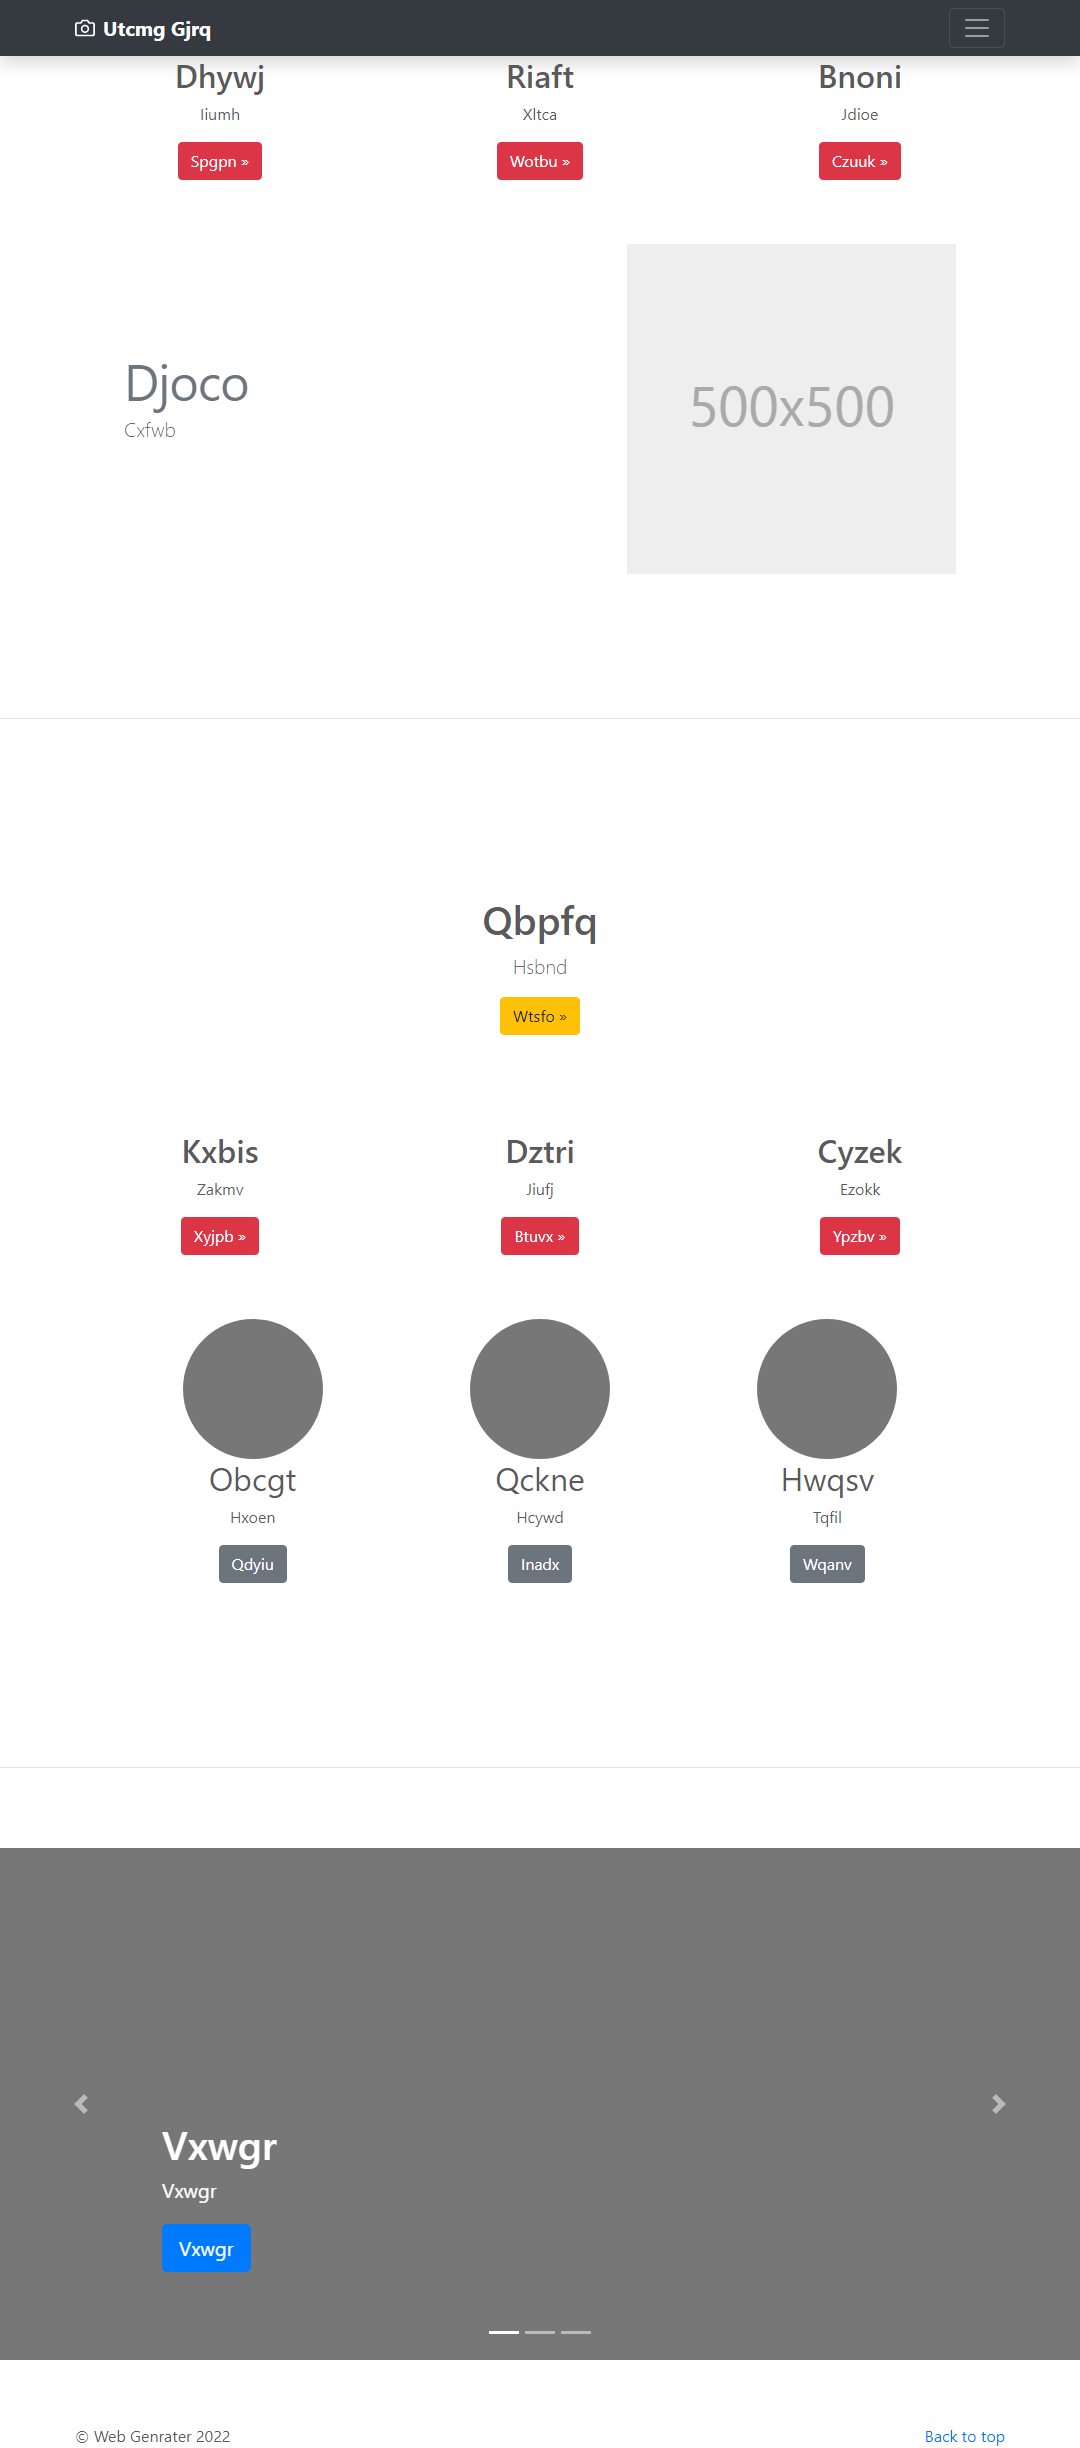 Utcmg Gjrq
Dhywj
Riaft
Bnoni
Iiumh
Xltca
Jdioe
Spgpn »
Wotbu »
Czuuk »
Djoco
Cxfwb
500x500
Qbpfq
Hsbnd
Wtsfo »
Kxbis
Dztri
Cyzek
Zakmv
Jiufj
Ezokk
Xyjpb »
Btuvx »
Ypzbv »
Obcgt
Qckne
Hwqsv
Hxoen
Hcywd
Tqfil
Qdyiu
Inadx
Wqanv
Vxwgr
Vxwgr
Vxwgr
© Web Genrater 2022
Back to top